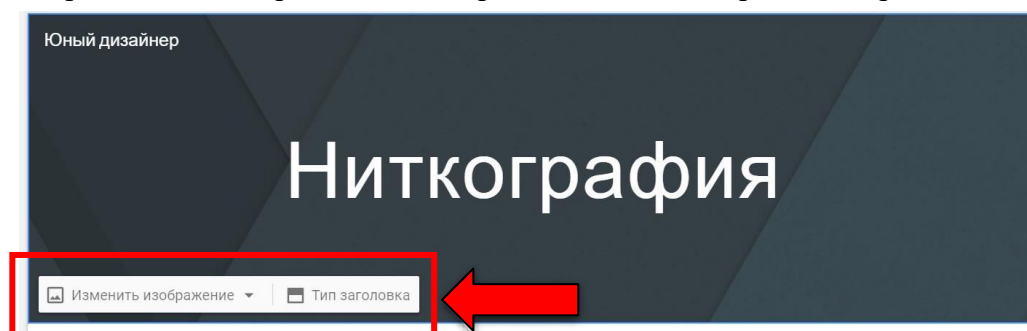 Юный дизайнер
Ниткография
Изменить изображение Тип заголовка